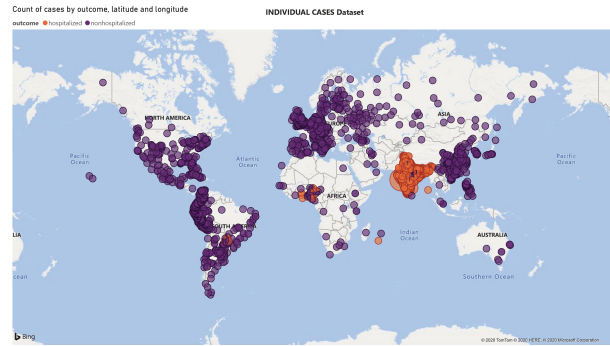 Count of cases by outcome, latitude and longitude
INDIVIDUAL CASES Dataset
outcome hospitalized nonhospitalized
NORTH AMERICA
EUROPE
ASIA
Pacific
Ocean
Atlantic
Ocean
Pacific
Ocean
AFRICA
SOUTH AMERICA
Indian
Ocean
LIA
AUSTRALIA
cean
Southern Ocean
Bing
© 2020 TomTom © 2020 HERE, © 2020 Microsoft Corporation